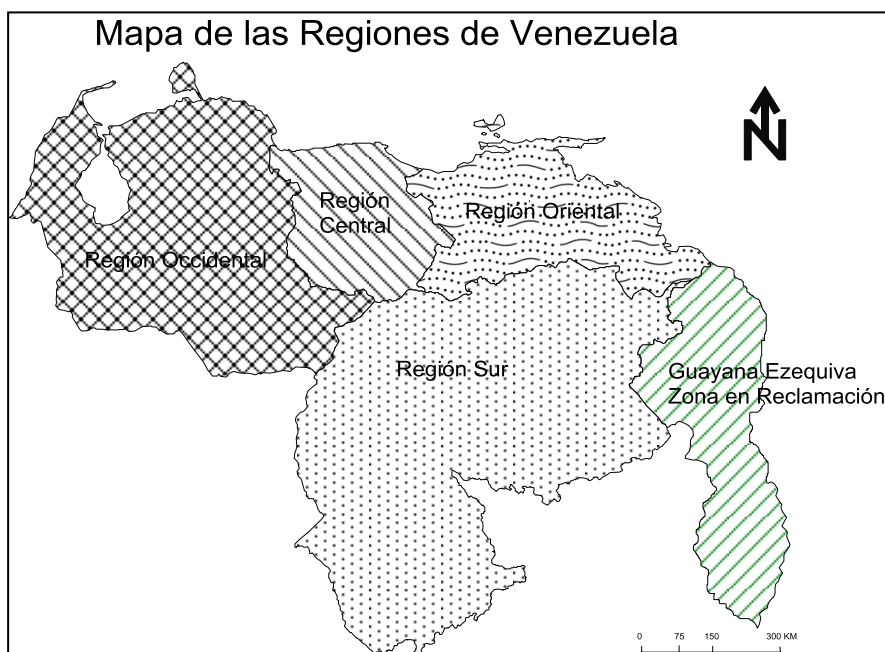 Mapa de las Regiones de Venezuela
N
Región
Central
Región Oriental
Región Occidental
Región Sur
Guayana Ezequiva
Zona en Reclamación
0 75 150 300 KM